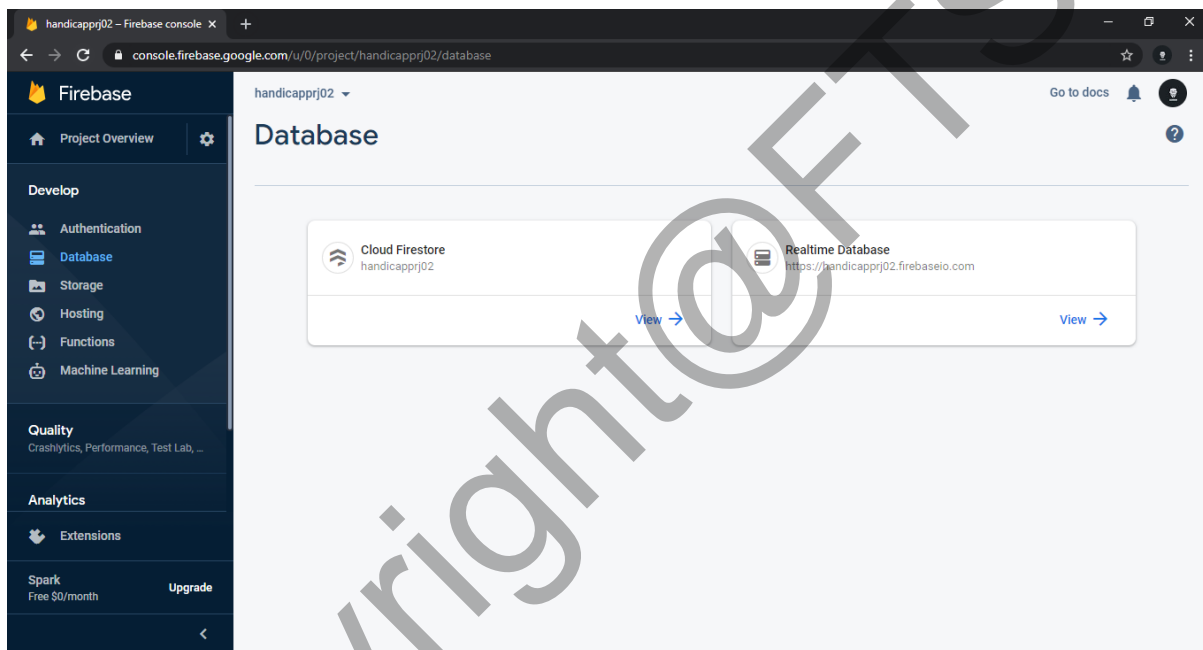 handicapprj02 – Firebase console
console.firebase.google.com/u/0/project/handicapprj02/database
Firebase
handicapprj02
Go to docs
Project Overview
Database
Develop
Authentication
Database
Storage
Hosting
Functions
Machine Learning
Cloud Firestore
handicapprj02
View
Realtime Database
https://handicapprj02.firebaseio.com
View
Quality
Crashlytics, Performance, Test Lab, ...
Analytics
Extensions
Spark
Free $0/month
Upgrade
yright@FTS